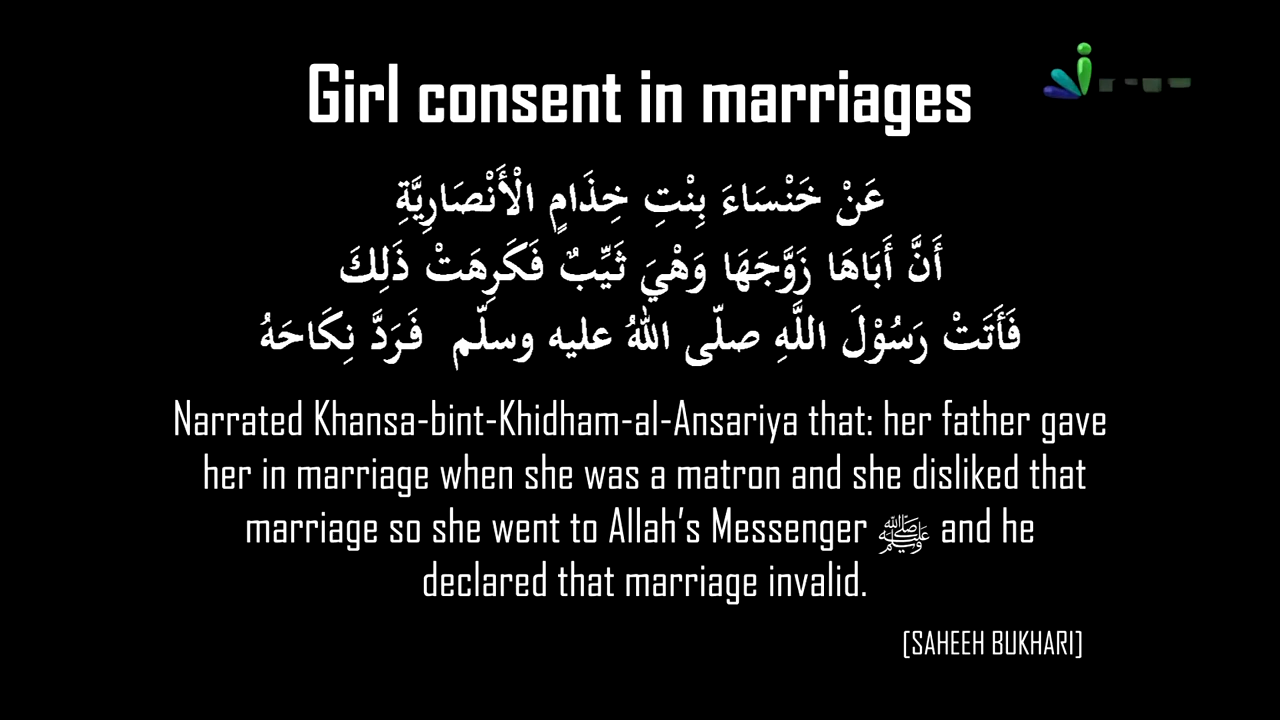 Girl consent in marriages
عَنْ خَنْسَاءَ بِنْتِ خِذَامٍ الْأَنْصَارِيَّةِ
أَنَّ أَبَاهَا زَوَّجَهَا وَهْيَ ثَيِّبٌ فَكَرِهَتْ ذَلِكَ
فَأَتَتْ رَسُوْلَ اللَّهِ صلّى اللهُ عليه وسلّم فَرَدَّ نِكَاحَهُ
Narrated Khansa-bint-Khidham-al-Ansariya that: her father gave
her in marriage when she was a matron and she disliked that
marriage so she went to Allah’s Messenger ﷺ and he
declared that marriage invalid.
[SAHEEH BUKHARI]